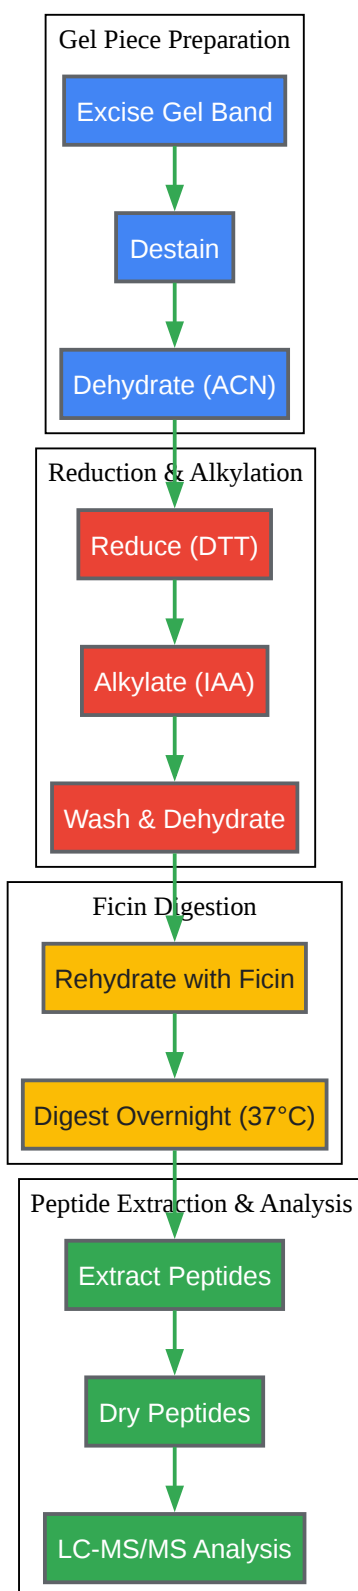 Gel Piece Preparation
Excise Gel Band
Destain
Dehydrate (ACN)
Reduction & Alkylation
Reduce (DTT)
Alkylate (IAA)
Wash & Dehydrate
Ficin Digestion
Rehydrate with Ficin
Digest Overnight (37°C)
Peptide Extraction & Analysis
Extract Peptides
Dry Peptides
LC-MS/MS Analysis